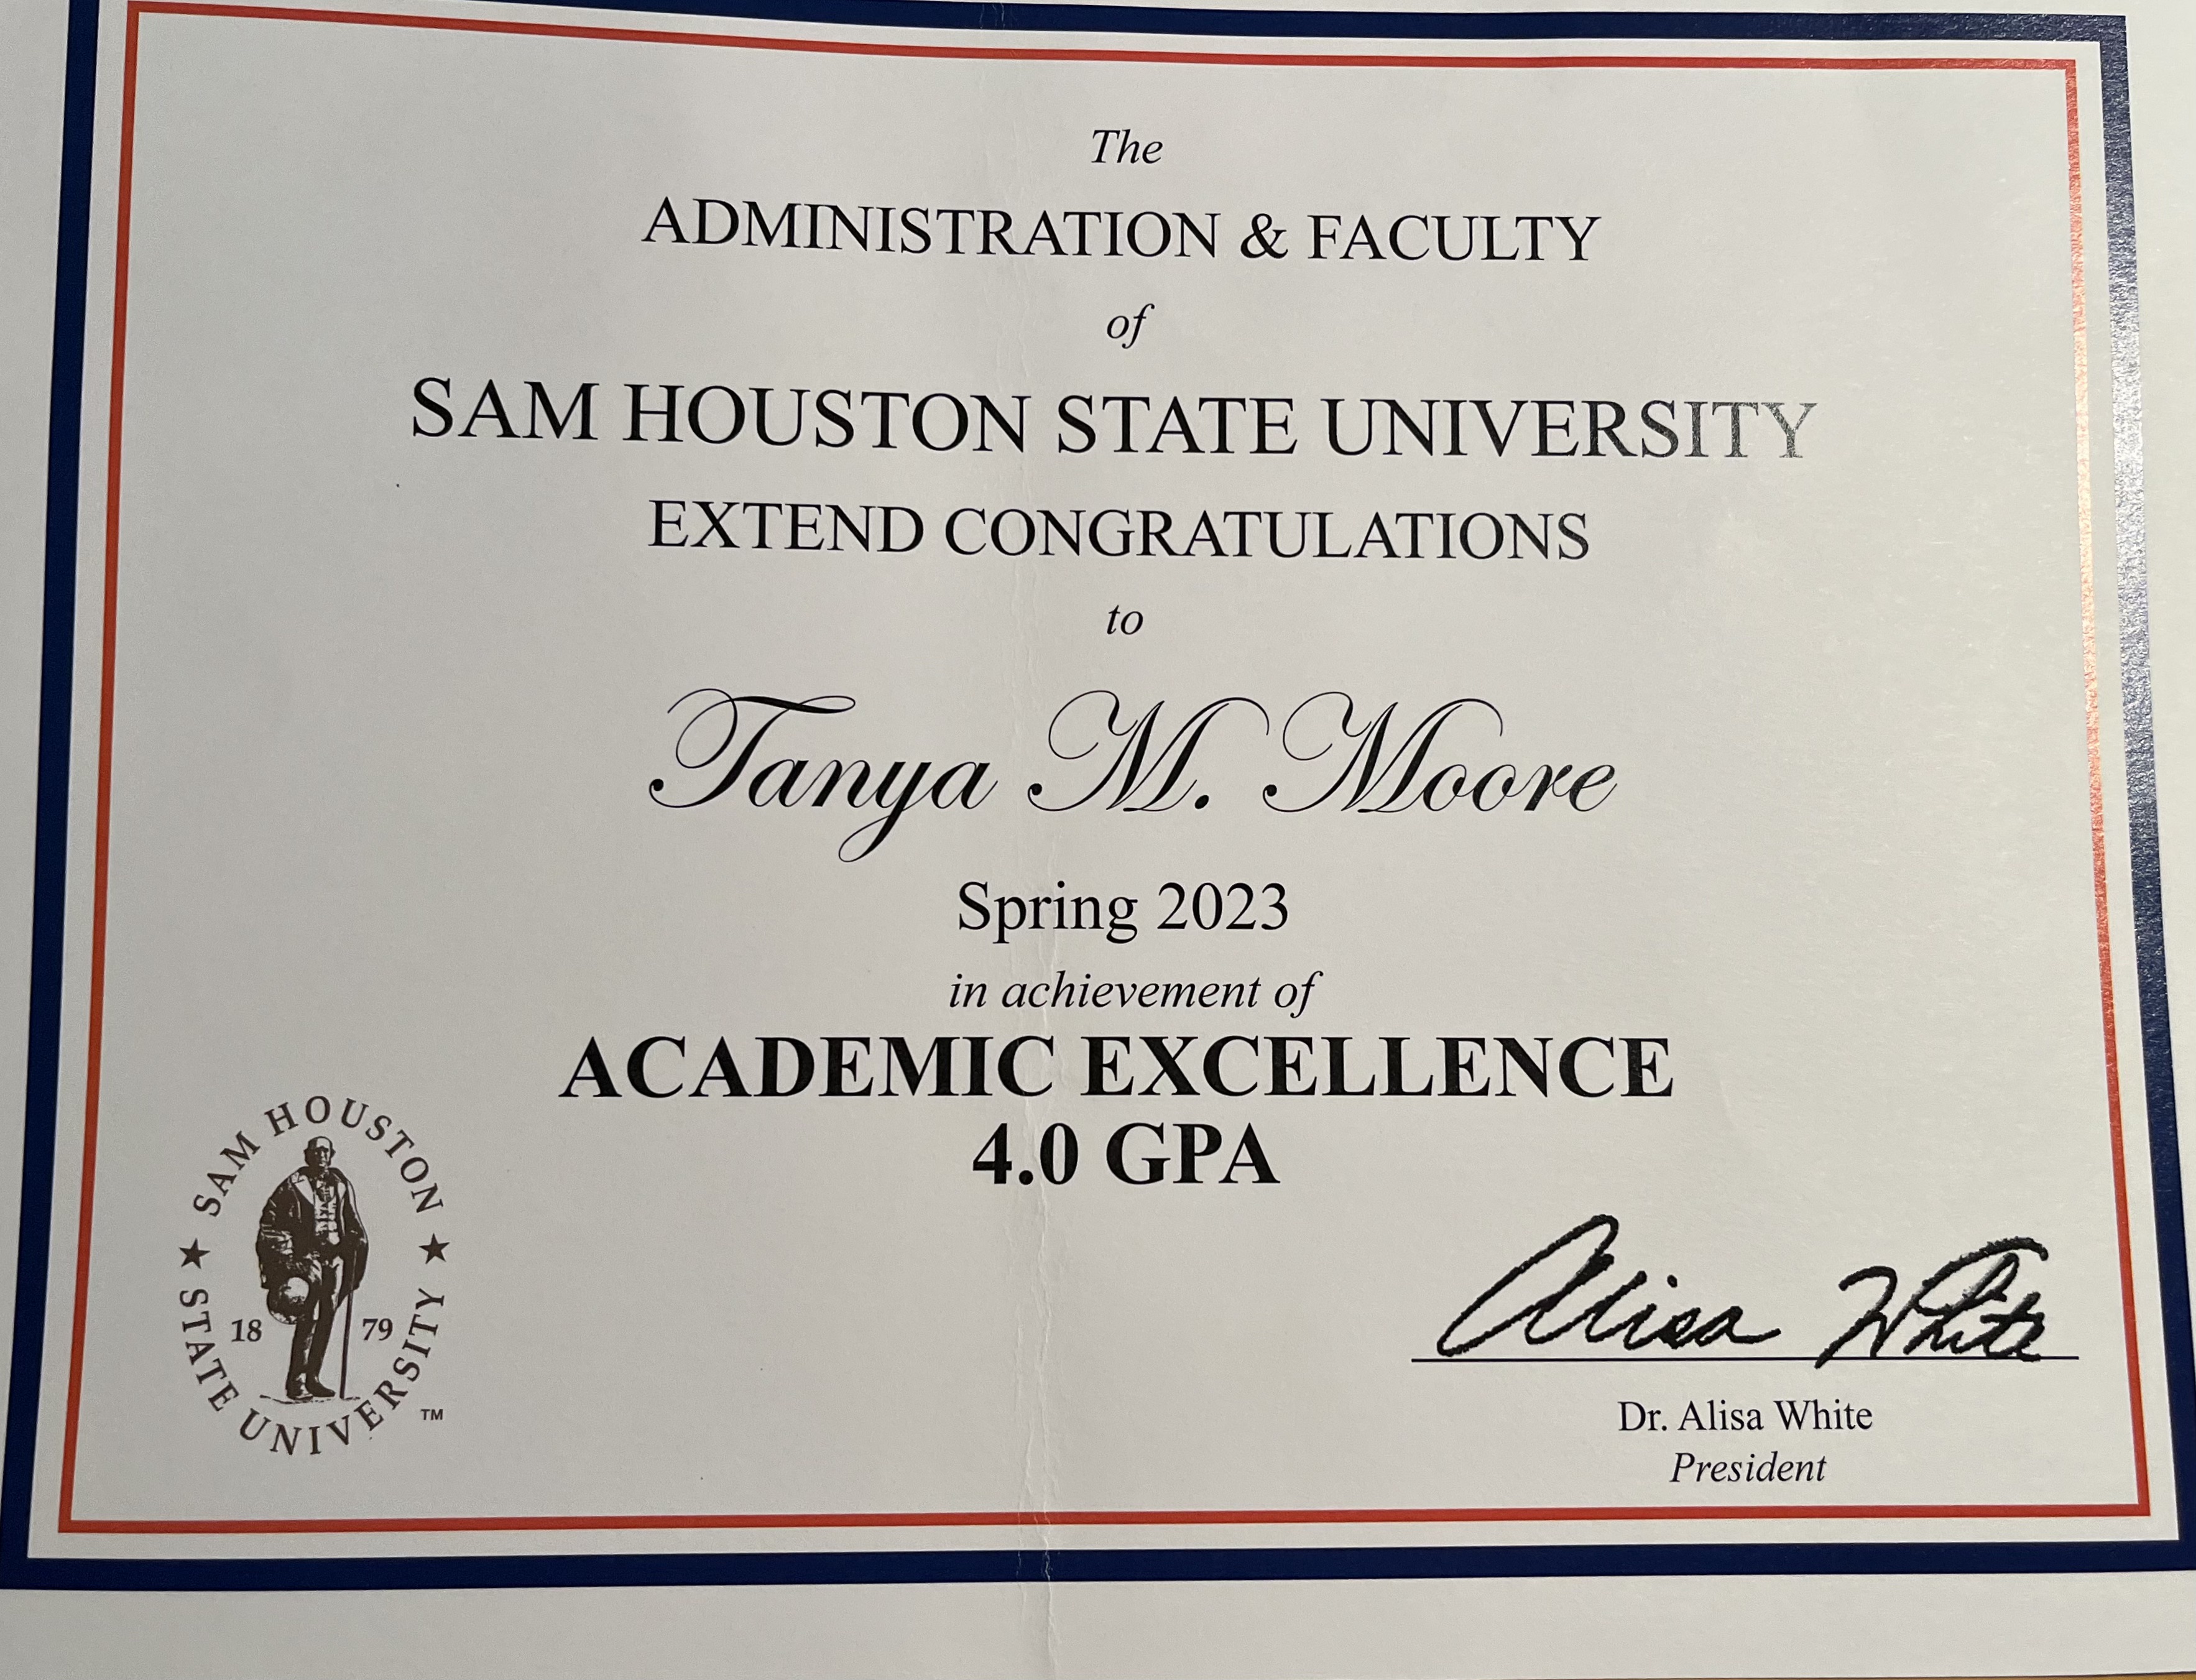 The
ADMINISTRATION & FACULTY
of
SAM HOUSTON STATE UNIVERSITY
EXTEND CONGRATULATIONS
to
Tanya M. Moore
Spring 2023
in achievement of
ACADEMIC EXCELLENCE
4.0 GPA
★ SAM HOUSTON ★
STATE UNIVERSITY
18 79
TM
Alisa White
Dr. Alisa White
President